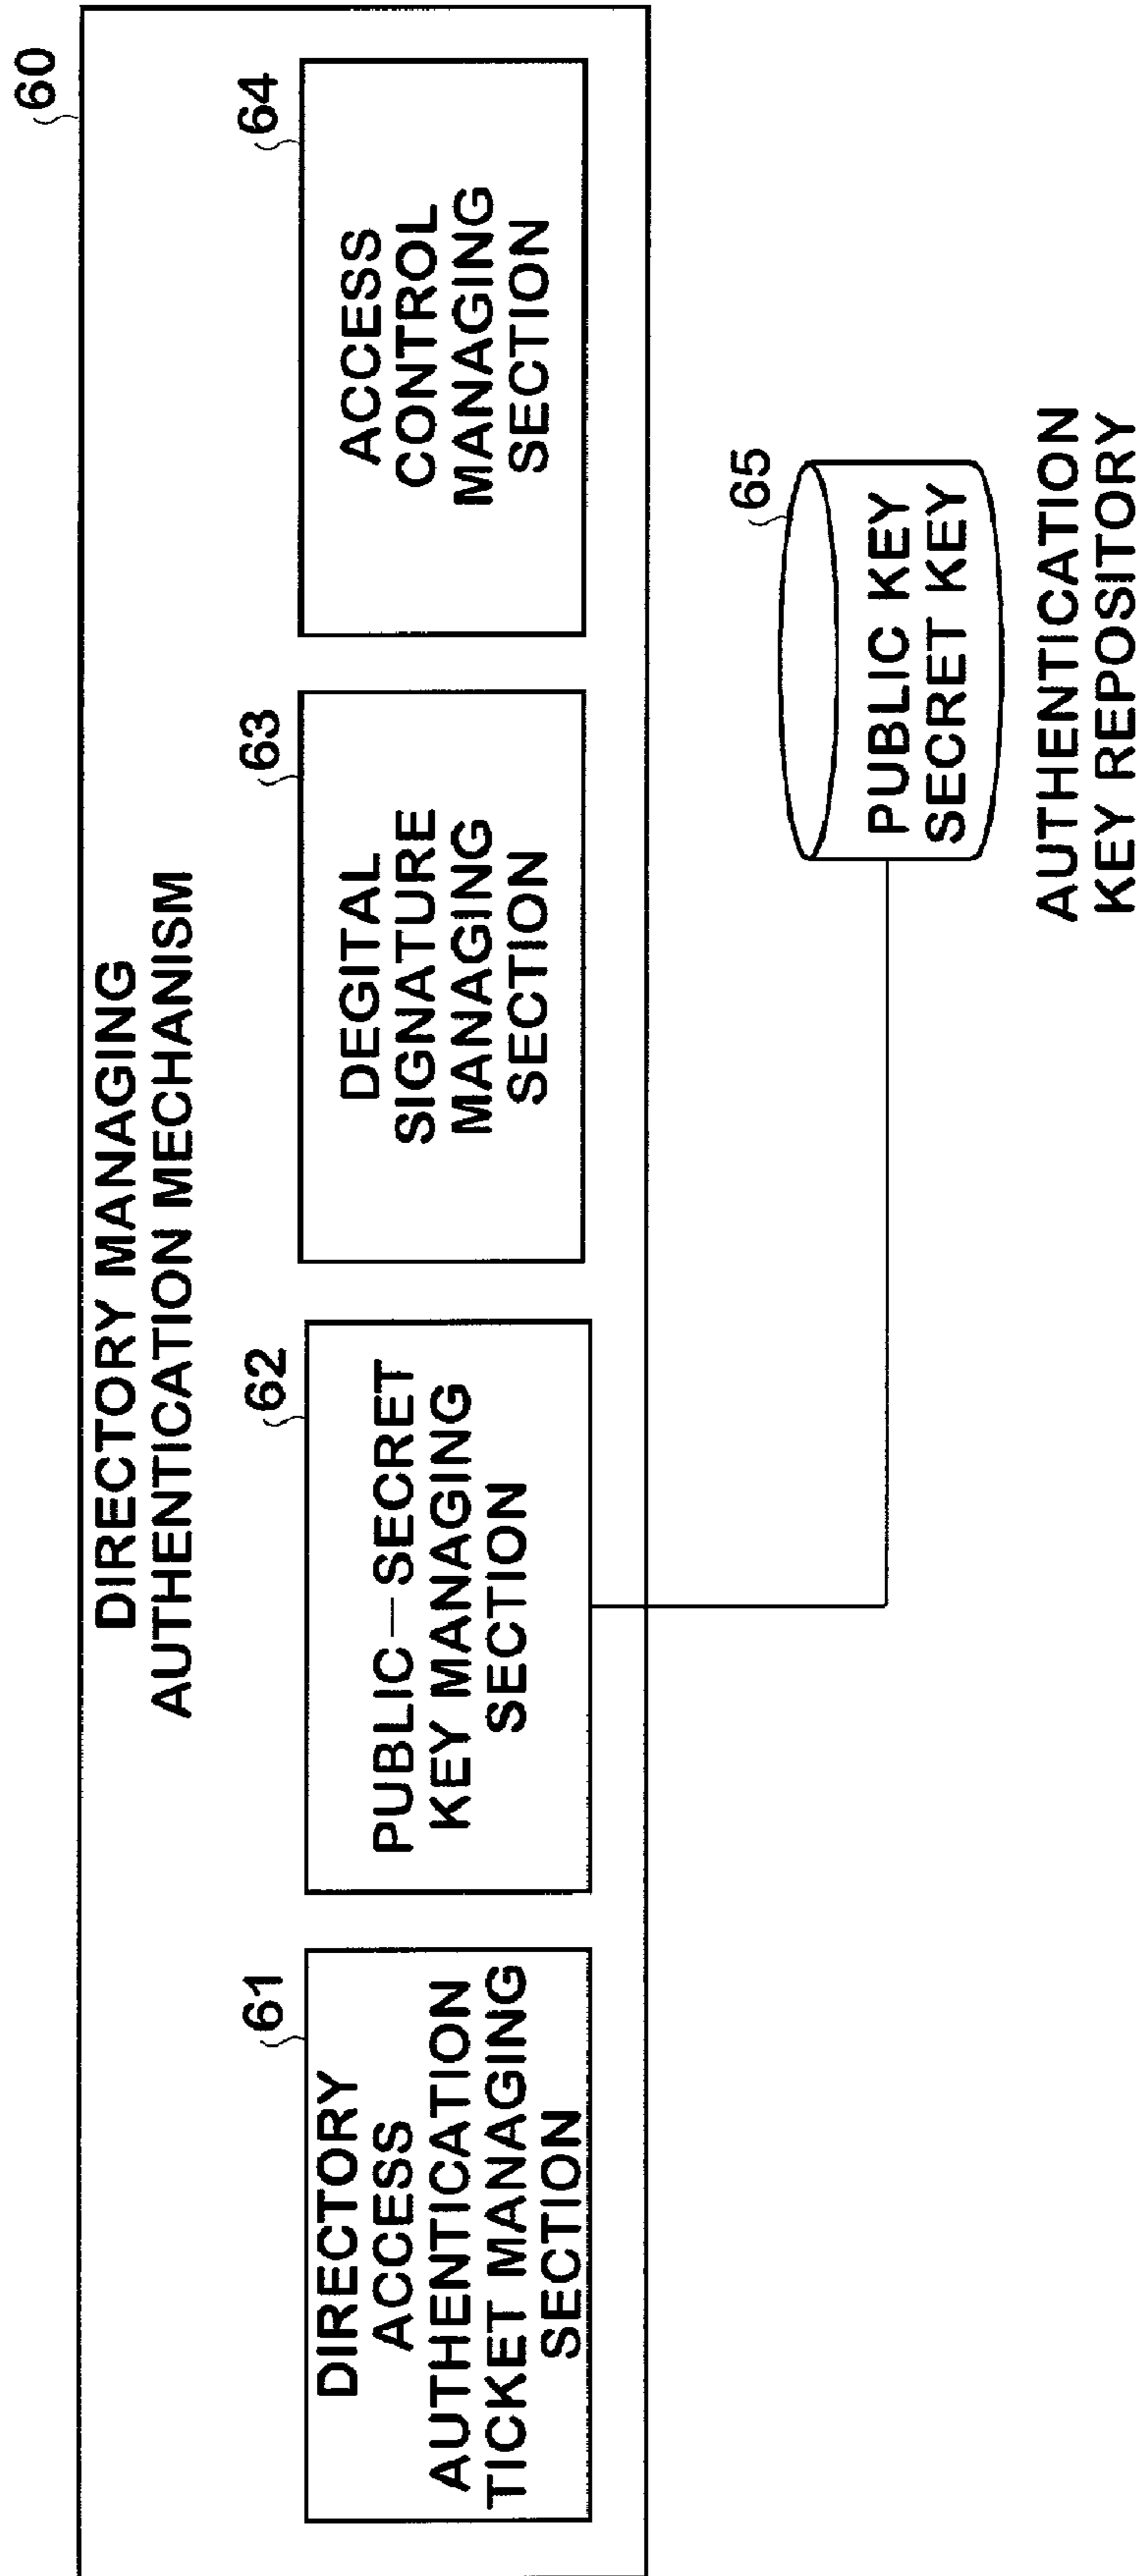 60
DIRECTORY MANAGING
AUTHENTICATION MECHANISM
61
DIRECTORY
ACCESS
AUTHENTICATION
TICKET MANAGING
SECTION
62
PUBLIC－SECRET
KEY MANAGING
SECTION
63
DEGITAL
SIGNATURE
MANAGING
SECTION
64
ACCESS
CONTROL
MANAGING
SECTION
65
PUBLIC KEY
SECRET KEY
AUTHENTICATION
KEY REPOSITORY